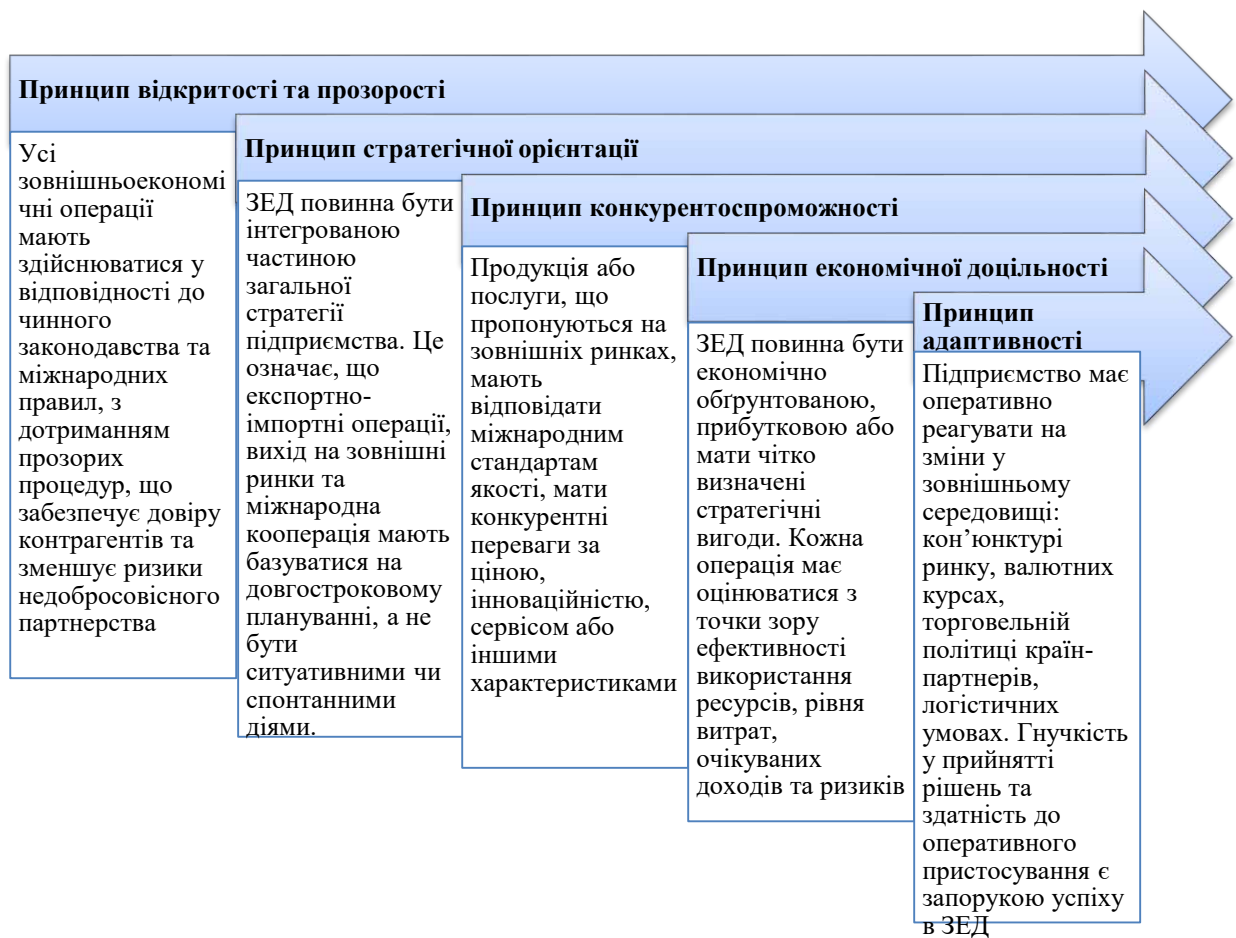 Принцип відкритості та прозорості
Усі
зовнішньоекономі
чні операції
мають
здійснюватися у
відповідності до
чинного
законодавства та
міжнародних
правил, з
дотриманням
прозорих
процедур, що
забезпечує довіру
контрагентів та
зменшує ризики
недобросовісного
партнерства
Принцип стратегічної орієнтації
ЗЕД повинна бути
інтегрованою
частиною
загальної
стратегії
підприємства. Це
означає, що
експортно-
імпортні операції,
вихід на зовнішні
ринки та
міжнародна
кооперація мають
базуватися на
довгостроковому
плануванні, а не
бути
ситуативними чи
спонтанними
діями.
Принцип конкурентоспроможності
Продукція або
послуги, що
пропонуються на
зовнішніх ринках,
мають
відповідати
міжнародним
стандартам
якості, мати
конкурентні
переваги за
ціною,
інноваційністю,
сервісом або
іншими
характеристиками
Принцип економічної доцільності
ЗЕД повинна бути
економічно
обґрунтованою,
прибутковою або
мати чітко
визначені
стратегічні
вигоди. Кожна
операція має
оцінюватися з
точки зору
ефективності
використання
ресурсів, рівня
витрат,
очікуваних
доходів та ризиків
Принцип
адаптивності
Підприємство має
оперативно
реагувати на
зміни у
зовнішньому
середовищі:
кон’юнктурі
ринку, валютних
курсах,
торговельній
політиці країн-
партнерів,
логістичних
умовах. Гнучкість
у прийнятті
рішень та
здатність до
оперативного
пристосування є
запорукою успіху
в ЗЕД